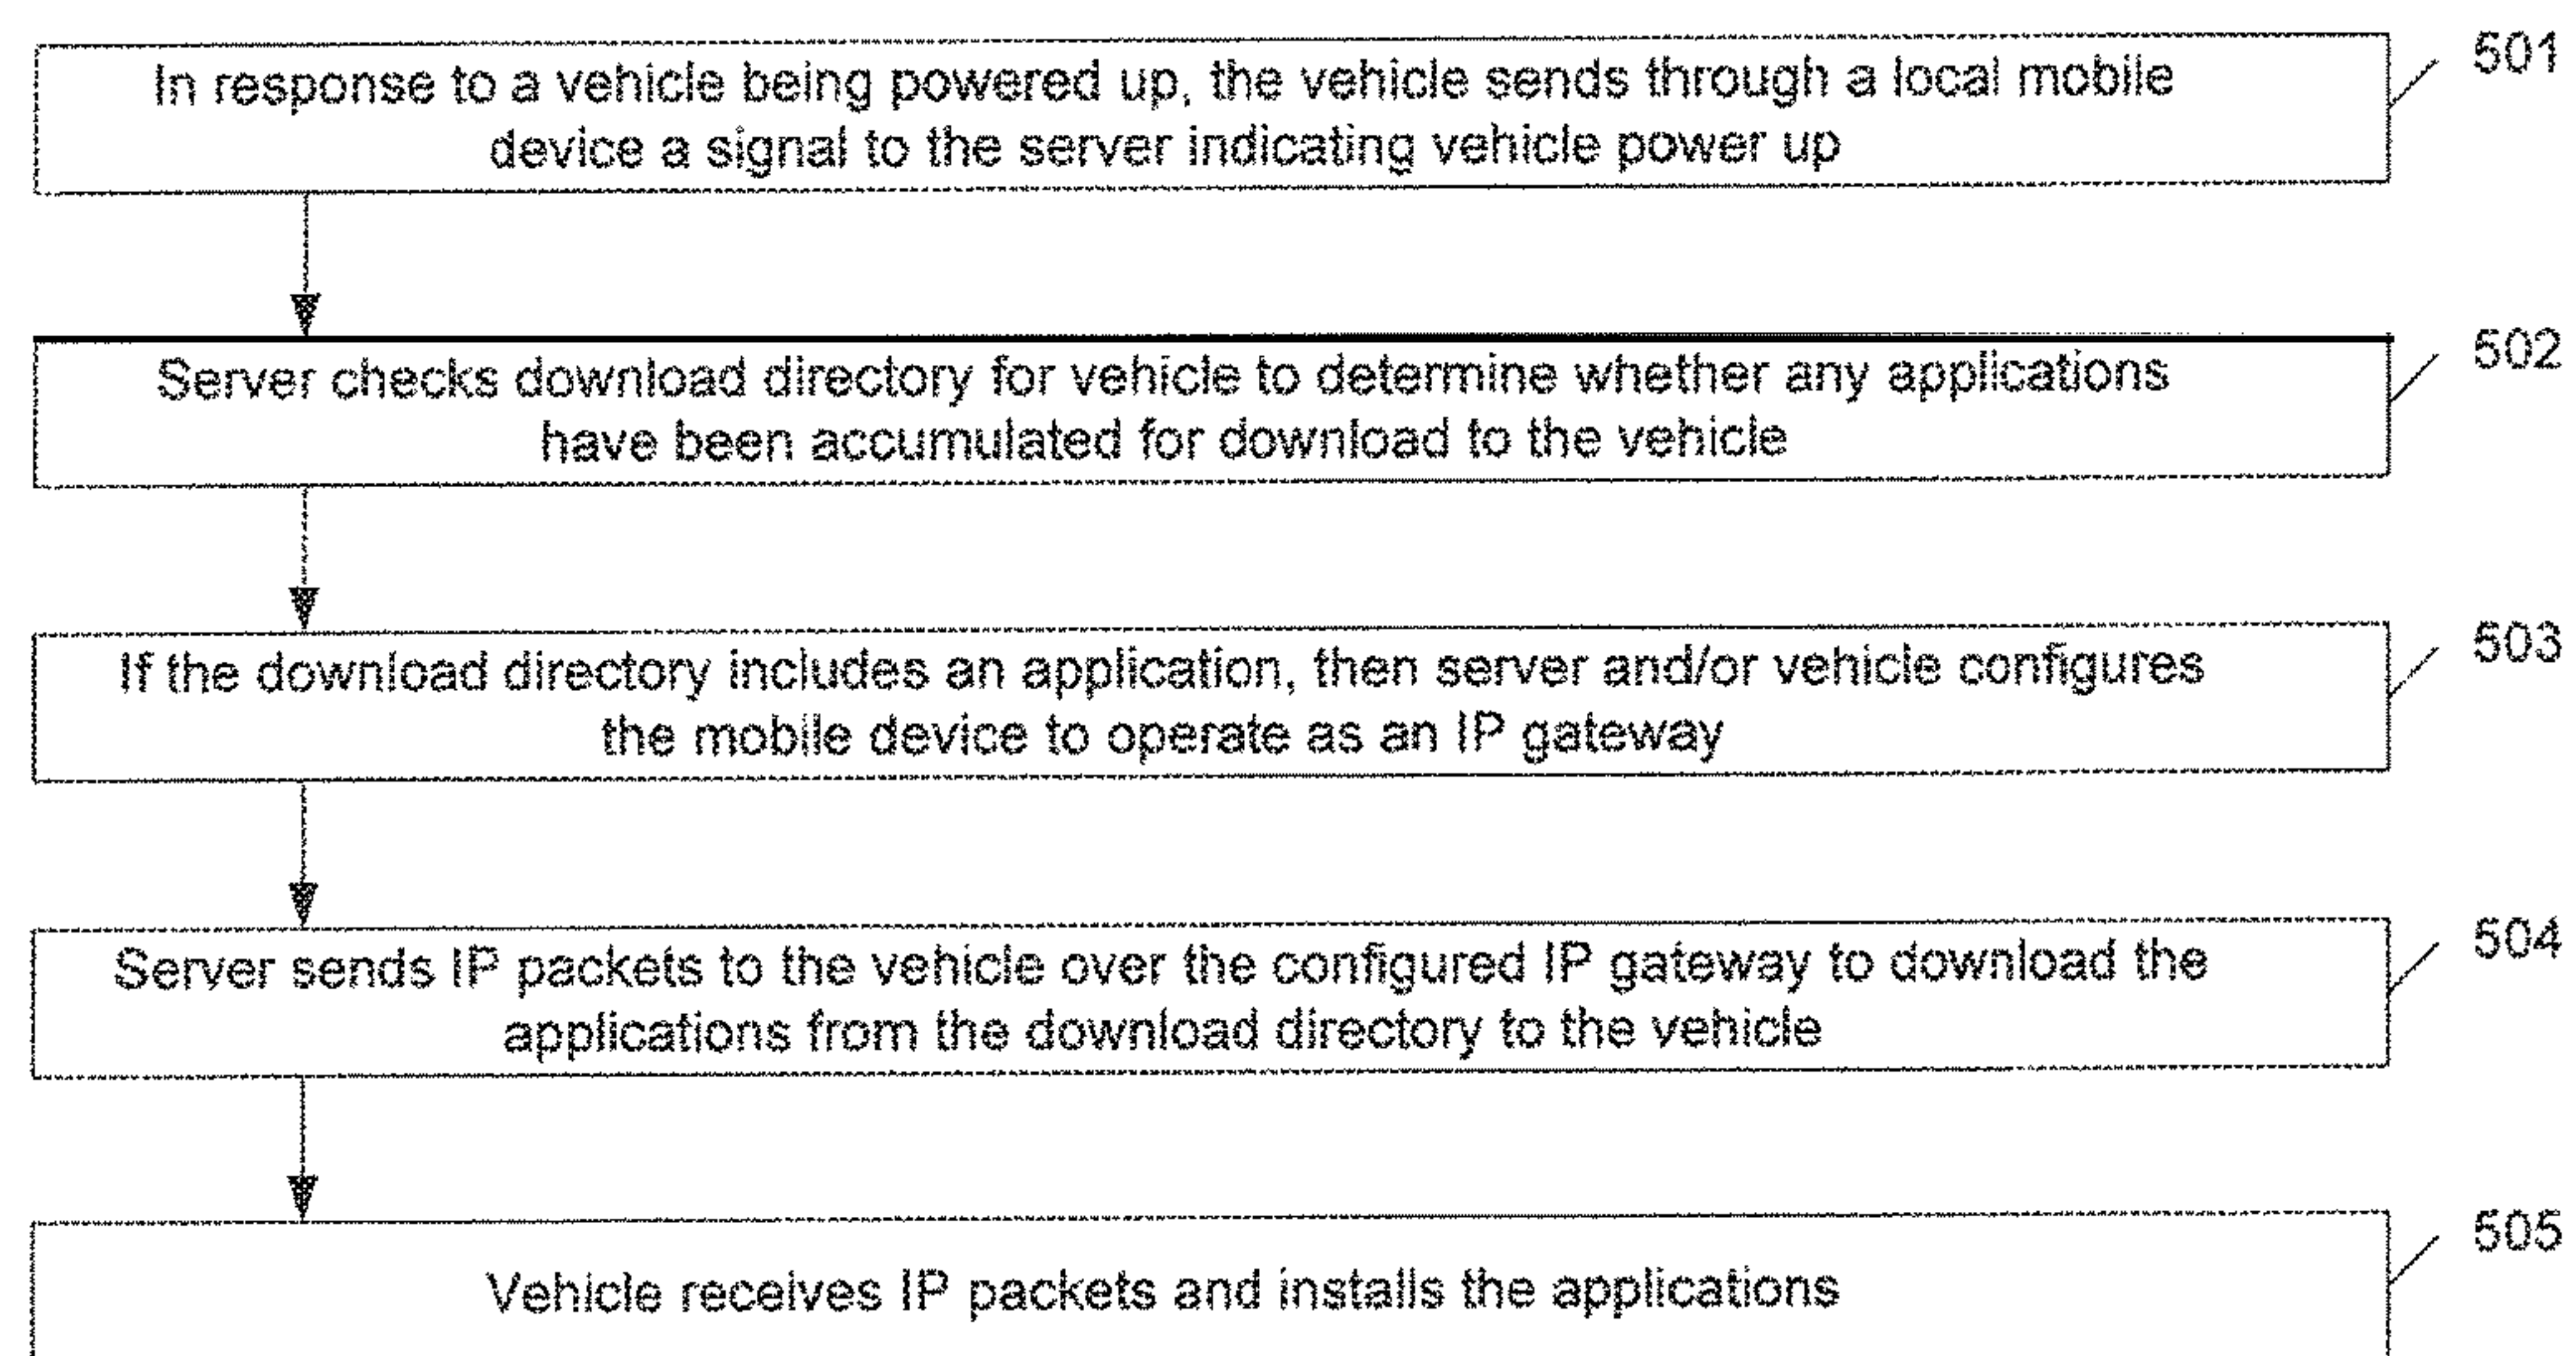 In response to a vehicle being powered up, the vehicle sends through a local mobile
device a signal to the server indicating vehicle power up
501
Server checks download directory for vehicle to determine whether any applications
have been accumulated for download to the vehicle
502
If the download directory includes an application, then server and/or vehicle configures
the mobile device to operate as an IP gateway
503
Server sends IP packets to the vehicle over the configured IP gateway to download the
applications from the download directory to the vehicle
504
Vehicle receives IP packets and installs the applications
505